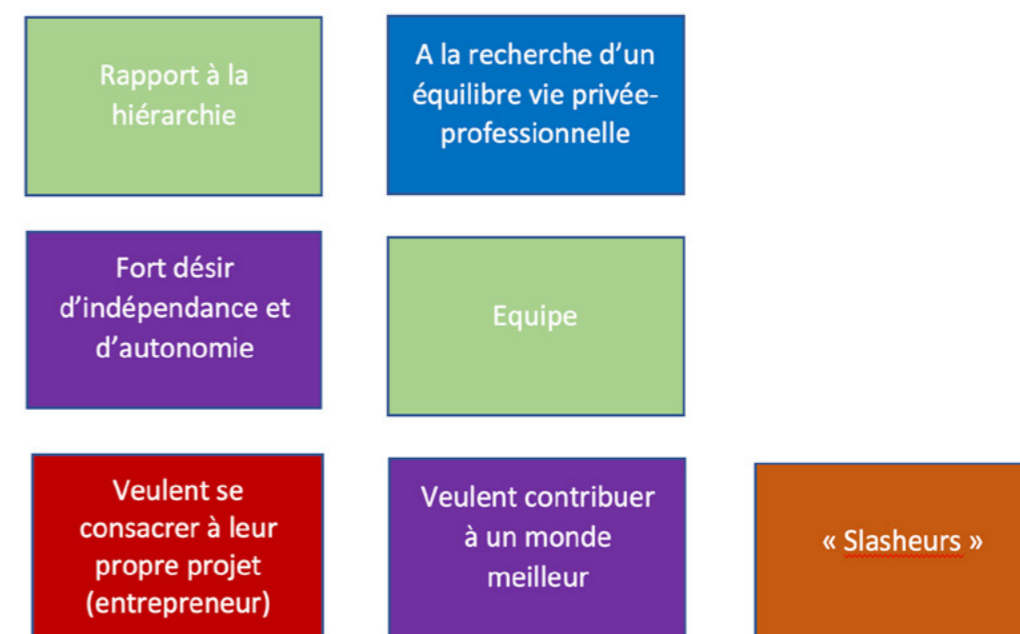 Rapport à la
hiérarchie
A la recherche d'un
équilibre vie privée-
professionnelle
Fort désir
d'indépendance et
d'autonomie
Equipe
Veulent se
consacrer à leur
propre projet
(entrepreneur)
Veulent contribuer
à un monde
meilleur
« Slasheurs »